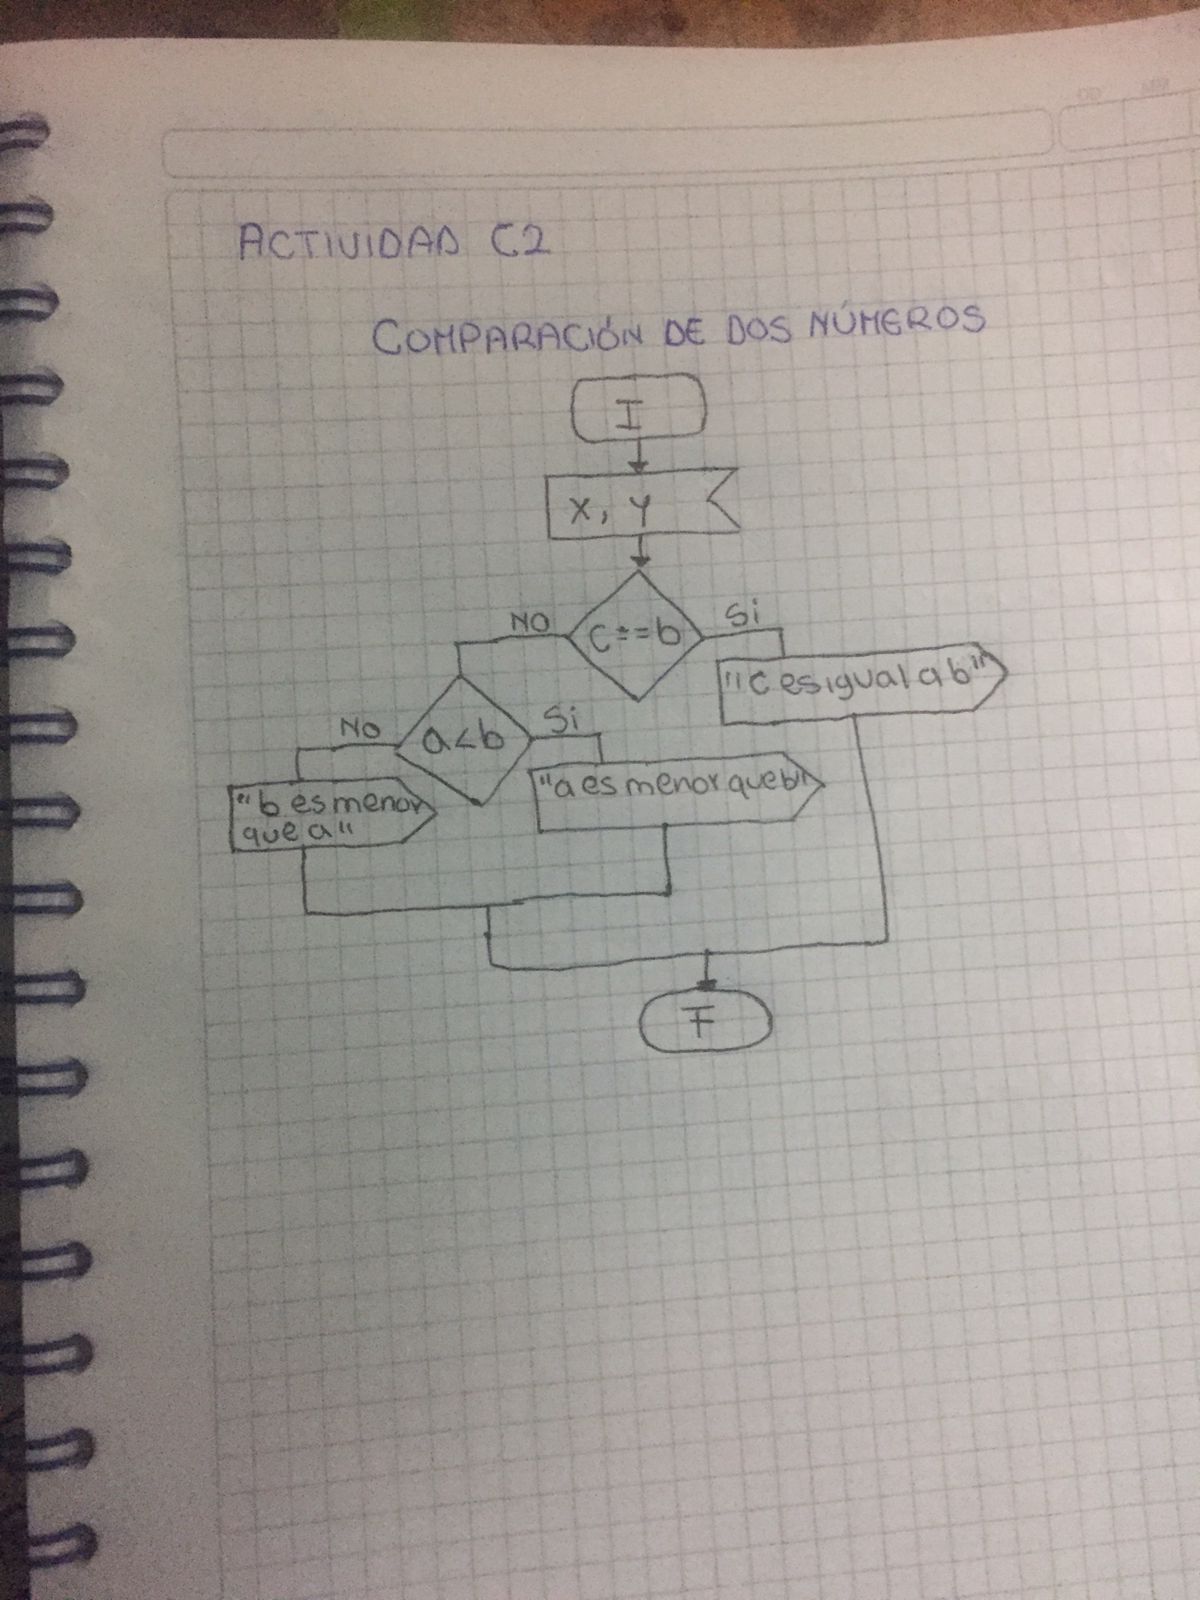 ACTIVIDAD C2
COMPARACIÓN DE DOS NÚMEROS
I
X, Y
NO
C==b
Si
"C es igual a b"
NO
a<b
Si
"b es menor
que a"
"a es menor que b"
F